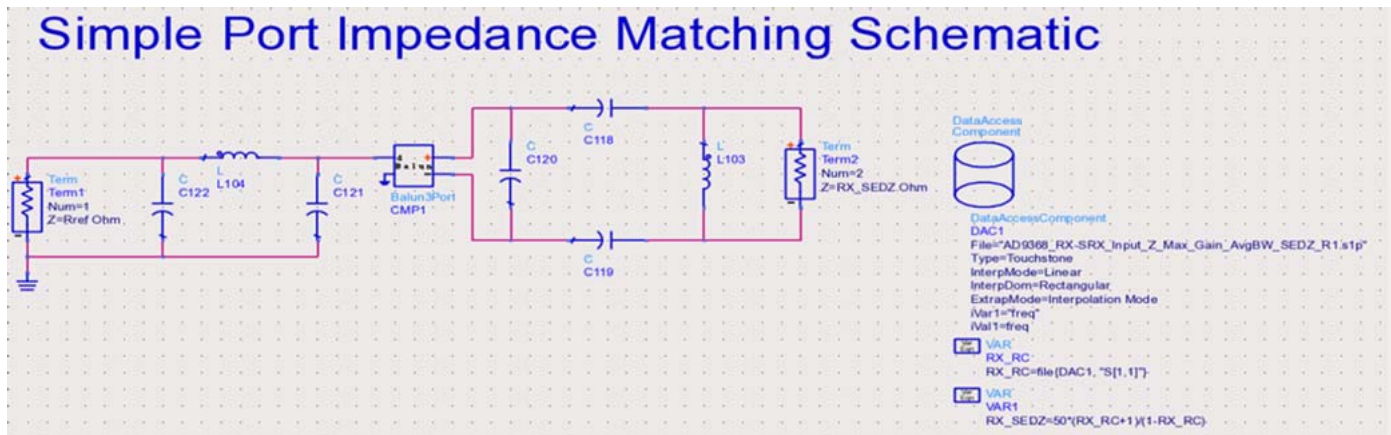 Simple Port Impedance Matching Schematic
Term
Term1
Num=1
Z=Rref Ohm
C
C122
L
L104
C
C121
Balun3Port
CMP1
C
C120
C
C118
C
C119
L
L103
Term
Term2
Num=2
Z=RX_SEDZ Ohm
DataAccess
Component
DataAccessComponent
DAC1
File="AD9368_RX-SRX_Input_Z_Max_Gain_AvgBW_SEDZ_R1.s1p"
Type=Touchstone
InterpMode=Linear
InterpDom=Rectangular
ExtrapMode=Interpolation Mode
iVar1="freq"
iVal1=freq
VAR
RX_RC
RX_RC=file{DAC1, "S[1,1]"}
VAR
VAR1
RX_SEDZ=50*(RX_RC+1)/(1-RX_RC)